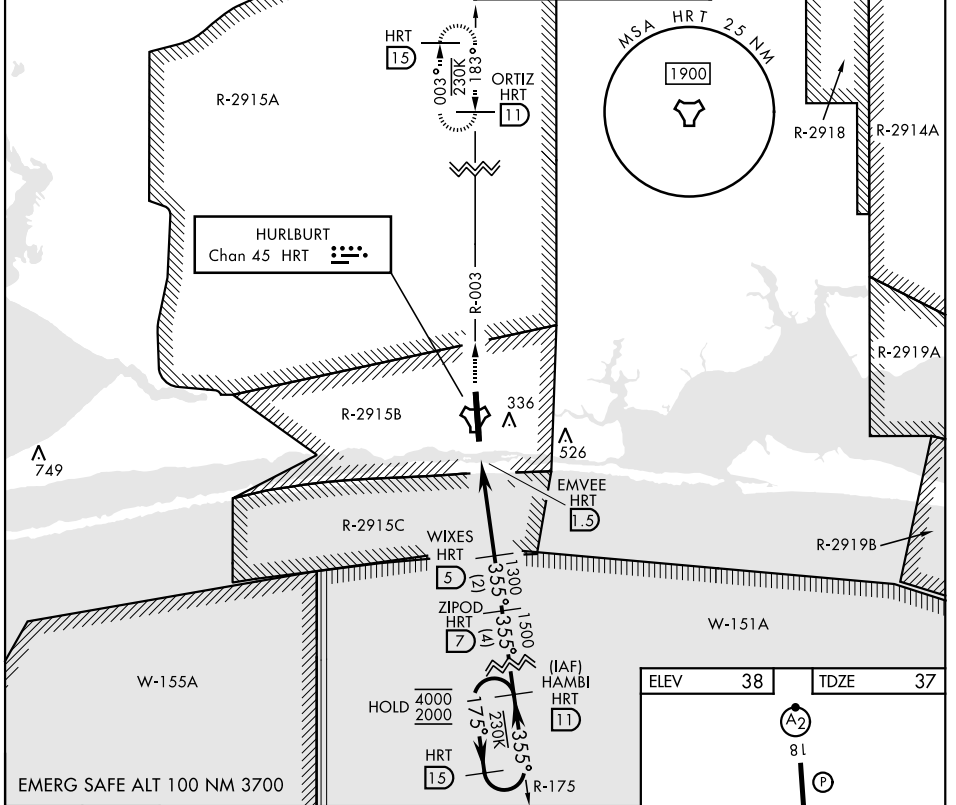 HRT
15
003°
230K
183°
ORTIZ
HRT
11
MSA HRT 25 NM
1900
R-2915A
R-2918
R-2914A
HURLBURT
Chan 45 HRT
R-003
R-2919A
R-2915B
336
526
749
EMVEE
HRT
1.5
R-2915C
WIXES
HRT
5
(2)
1300
355°
R-2919B
ZIPOD
HRT
7
(4)
1500
355°
W-151A
W-155A
(IAF)
HAMBI
HRT
11
HOLD 4000
2000
175°
230K
355°
HRT
15
R-175
ELEV 38
TDZE 37
A2
18
P
EMERG SAFE ALT 100 NM 3700